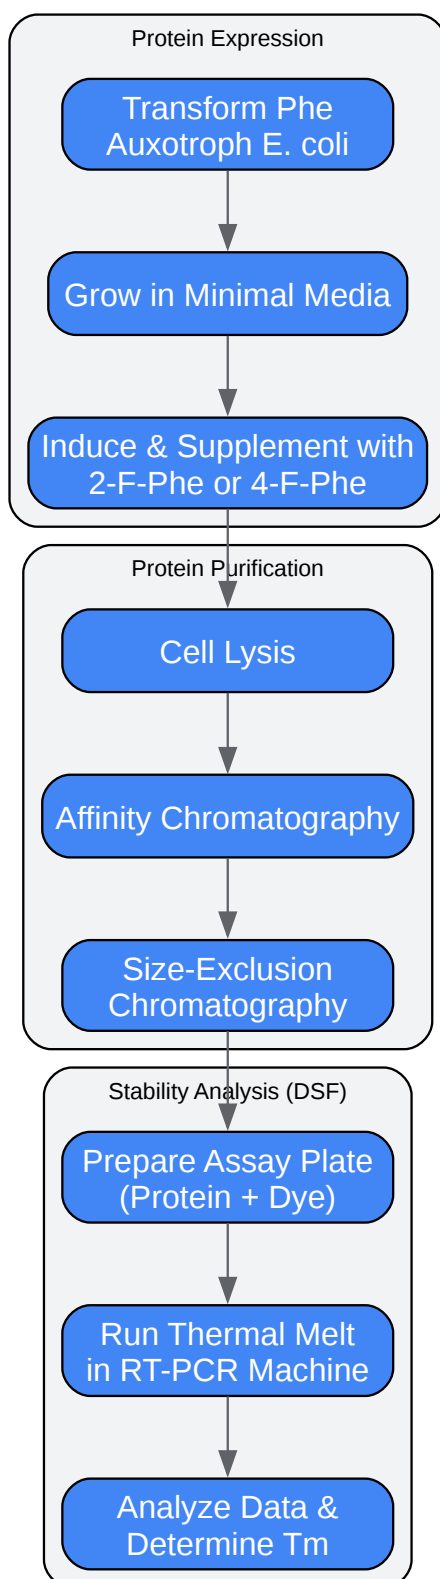 Protein Expression
Transform Phe
Auxotroph E. coli
Grow in Minimal Media
Induce & Supplement with
2-F-Phe or 4-F-Phe
Protein Purification
Cell Lysis
Affinity Chromatography
Size-Exclusion
Chromatography
Stability Analysis (DSF)
Prepare Assay Plate
(Protein + Dye)
Run Thermal Melt
in RT-PCR Machine
Analyze Data &
Determine Tm